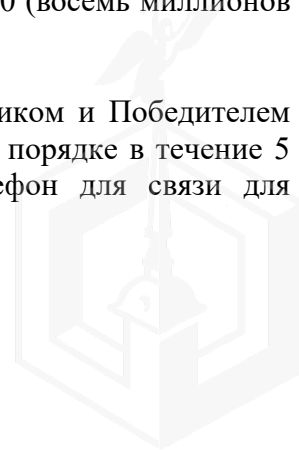 0 (восемь миллионов
иком и Победителем
порядке в течение 5
ефон для связи для